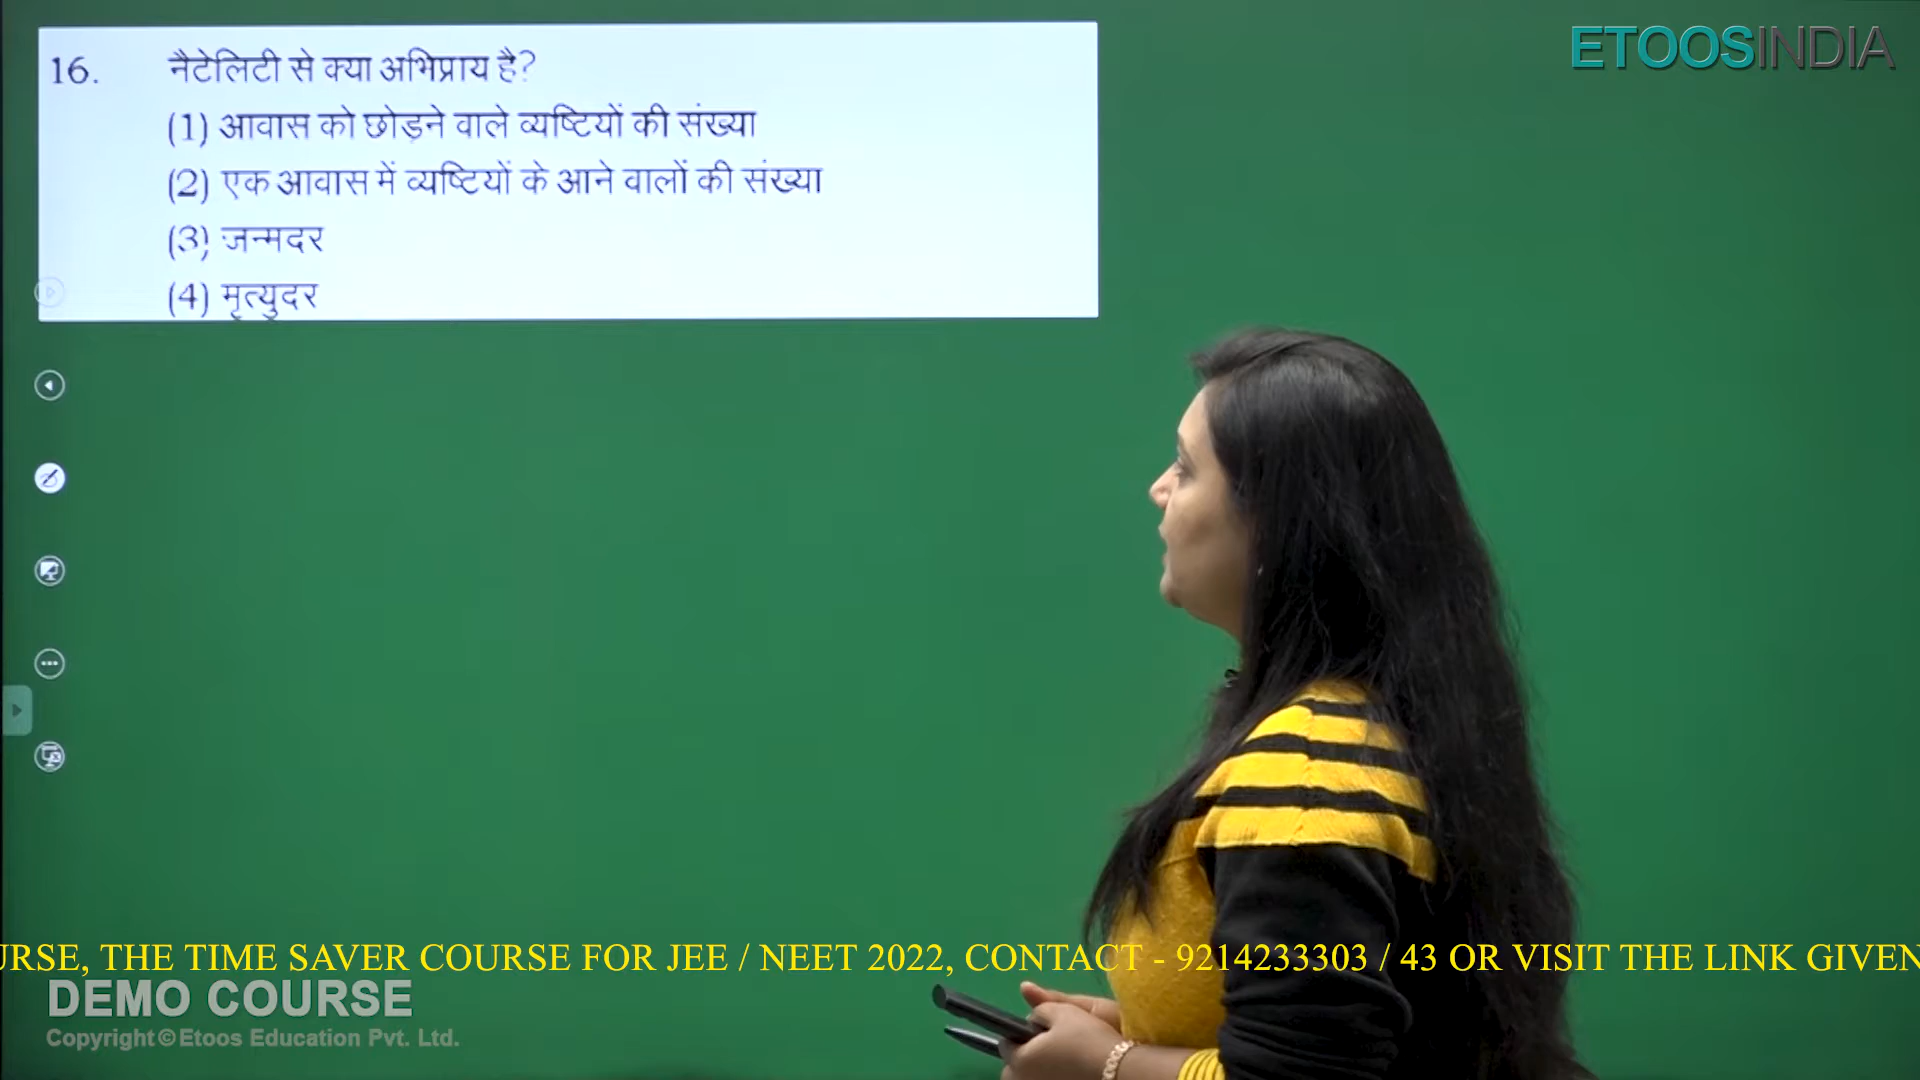 ETOOSINDIA
16. नैटेलिटी से क्या अभिप्राय है?
(1) आवास को छोड़ने वाले व्यष्टियों की संख्या
(2) एक आवास में व्यष्टियों के आने वालों की संख्या
(3) जन्मदर
(4) मृत्युदर
URSE, THE TIME SAVER COURSE FOR JEE / NEET 2022, CONTACT - 9214233303 / 43 OR VISIT THE LINK GIVEN
DEMO COURSE
Copyright © Etoos Education Pvt. Ltd.